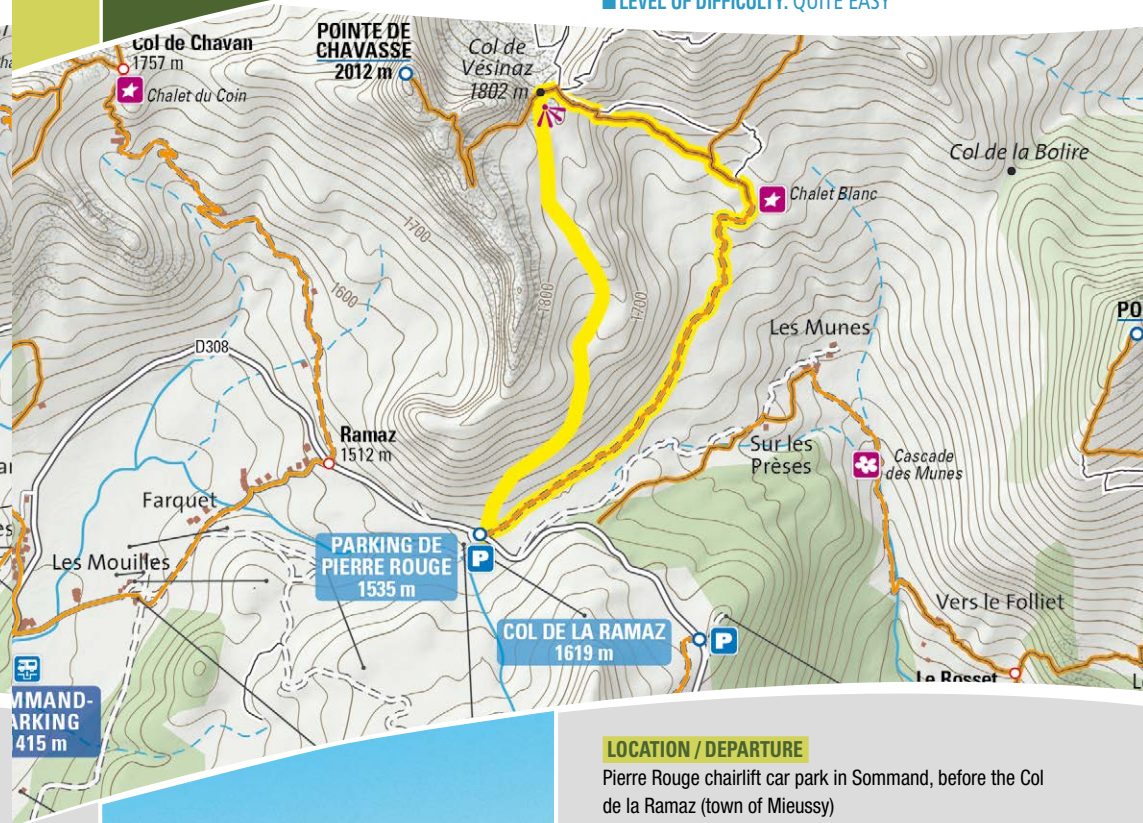 LEVEL OF DIFFICULTY: QUITE EASY
Col de Chavan
1757 m
Chalet du Coin
POINTE DE
CHAVASSE
2012 m
Col de
Vésinaz
1802 m
Col de la Bolire
Chalet Blanc
1700
1600
1800
1700
D308
Les Munes
PO
Ramaz
1512 m
Sur les
Prèses
Cascade
des Munes
Farquet
Les Mouilles
PARKING DE
PIERRE ROUGE
1535 m
P
COL DE LA RAMAZ
1619 m
P
Vers le Folliet
Le Rosset
MMAND-
ARKING
415 m
LOCATION / DEPARTURE
Pierre Rouge chairlift car park in Sommand, before the Col
de la Ramaz (town of Mieussy)